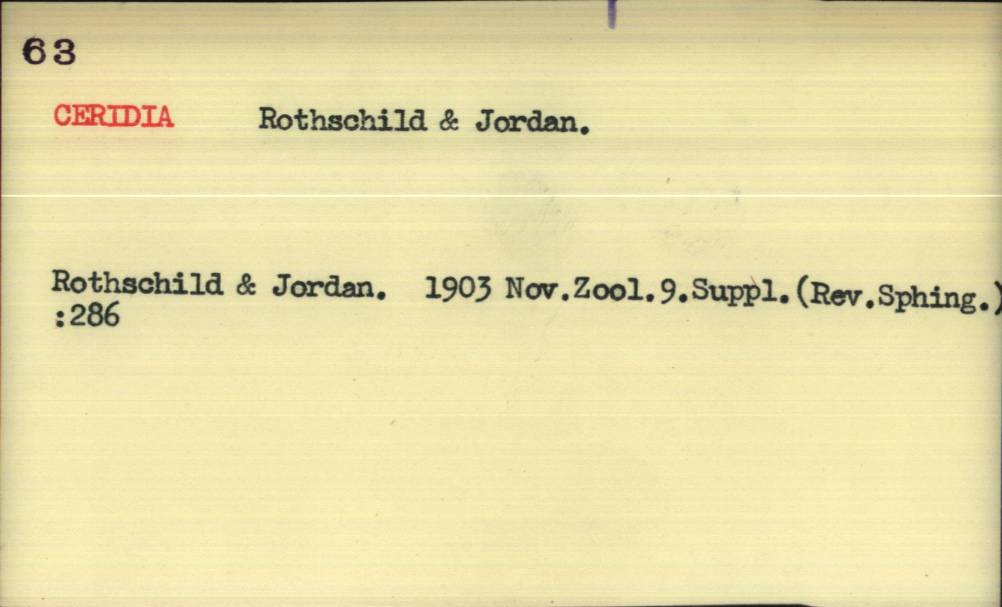 63
CERIDIA Rothschild & Jordan.
Rothschild & Jordan. 1903 Nov.Zool.9.Suppl.(Rev.Sphing.)
:286